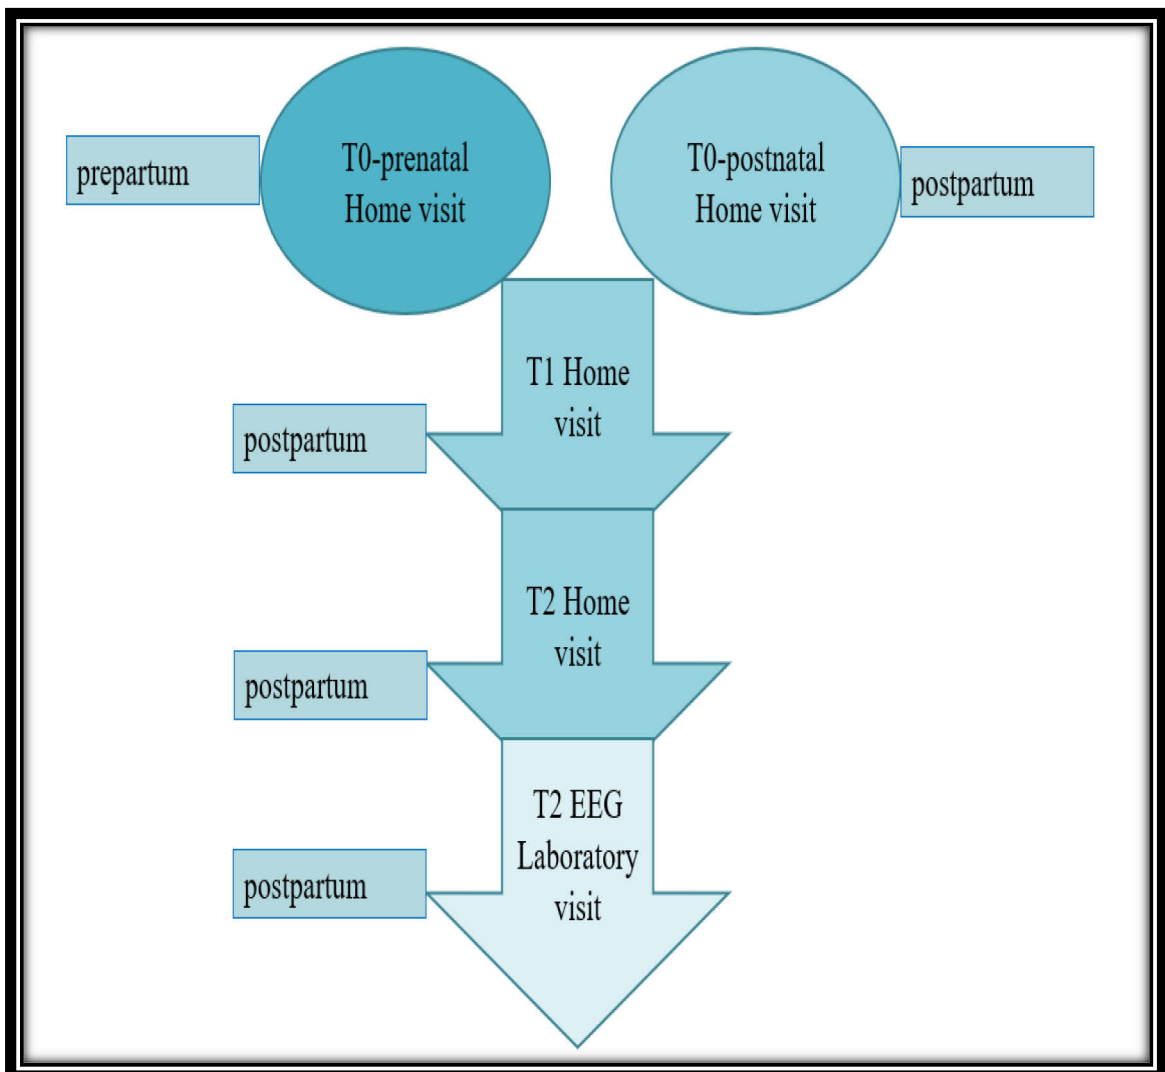 prepartum
T0-prenatal
Home visit
T0-postnatal
Home visit
postpartum
T1 Home
visit
postpartum
T2 Home
visit
postpartum
T2 EEG
Laboratory
visit
postpartum